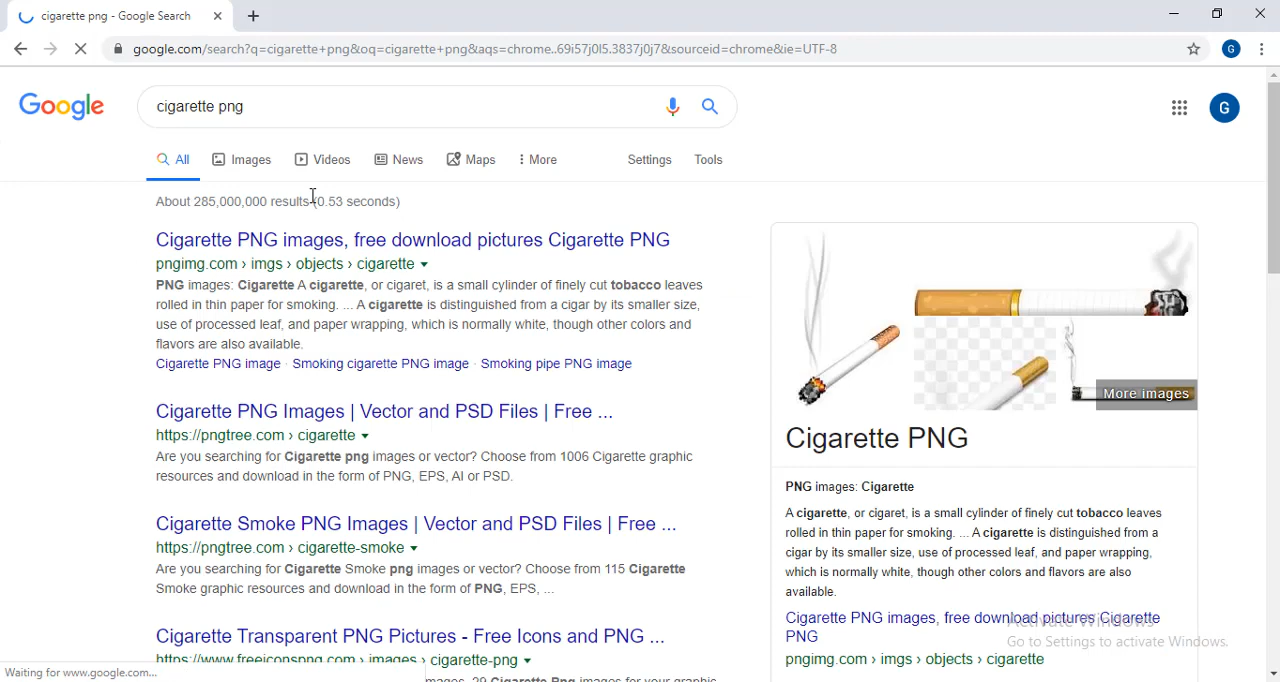 cigarette png - Google Search
google.com/search?q=cigarette+png&oq=cigarette+png&aqs=chrome..69i57j0l5.3837j0j7&sourceid=chrome&ie=UTF-8
G
Google
cigarette png
G
All Images Videos News Maps More Settings Tools
About 285,000,000 results (0.53 seconds)
Cigarette PNG images, free download pictures Cigarette PNG
pngimg.com › imgs › objects › cigarette
PNG images: Cigarette A cigarette, or cigaret, is a small cylinder of finely cut tobacco leaves
rolled in thin paper for smoking. ... A cigarette is distinguished from a cigar by its smaller size,
use of processed leaf, and paper wrapping, which is normally white, though other colors and
flavors are also available.
Cigarette PNG image · Smoking cigarette PNG image · Smoking pipe PNG image
Cigarette PNG Images | Vector and PSD Files | Free ...
https://pngtree.com › cigarette
Are you searching for Cigarette png images or vector? Choose from 1006 Cigarette graphic
resources and download in the form of PNG, EPS, AI or PSD.
Cigarette Smoke PNG Images | Vector and PSD Files | Free ...
https://pngtree.com › cigarette-smoke
Are you searching for Cigarette Smoke png images or vector? Choose from 115 Cigarette
Smoke graphic resources and download in the form of PNG, EPS, ...
Cigarette Transparent PNG Pictures - Free Icons and PNG ...
https://www.freeiconspng.com › images › cigarette-png
images, 29 Cigarette Png images for your graphic
Waiting for www.google.com...
More images
Cigarette PNG
PNG images: Cigarette
A cigarette, or cigaret, is a small cylinder of finely cut tobacco leaves
rolled in thin paper for smoking. ... A cigarette is distinguished from a
cigar by its smaller size, use of processed leaf, and paper wrapping,
which is normally white, though other colors and flavors are also
available.
Cigarette PNG images, free download pictures Cigarette
PNG
pngimg.com › imgs › objects › cigarette
Activate Windows
Go to Settings to activate Windows.